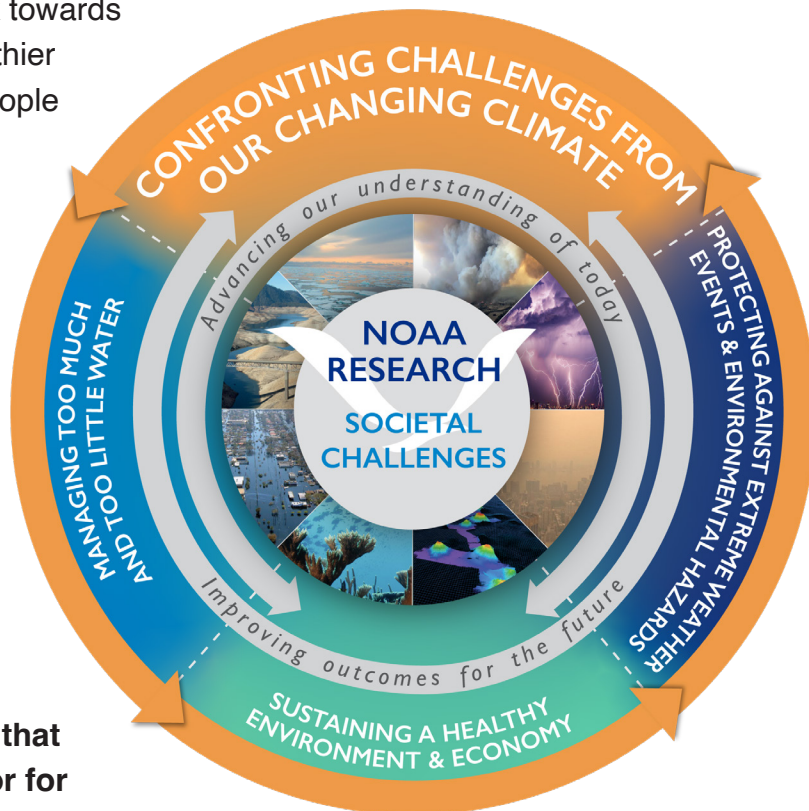 towards
thier
ople
CONFRONTING CHALLENGES FROM
OUR CHANGING CLIMATE
Advancing our understanding of today
PROTECTING AGAINST EXTREME WEATHER
EVENTS & ENVIRONMENTAL HAZARDS
MANAGING TOO MUCH
AND TOO LITTLE WATER
NOAA
RESEARCH
SOCIETAL
CHALLENGES
Improving outcomes for the future
SUSTAINING A HEALTHY
ENVIRONMENT & ECONOMY
that
or for